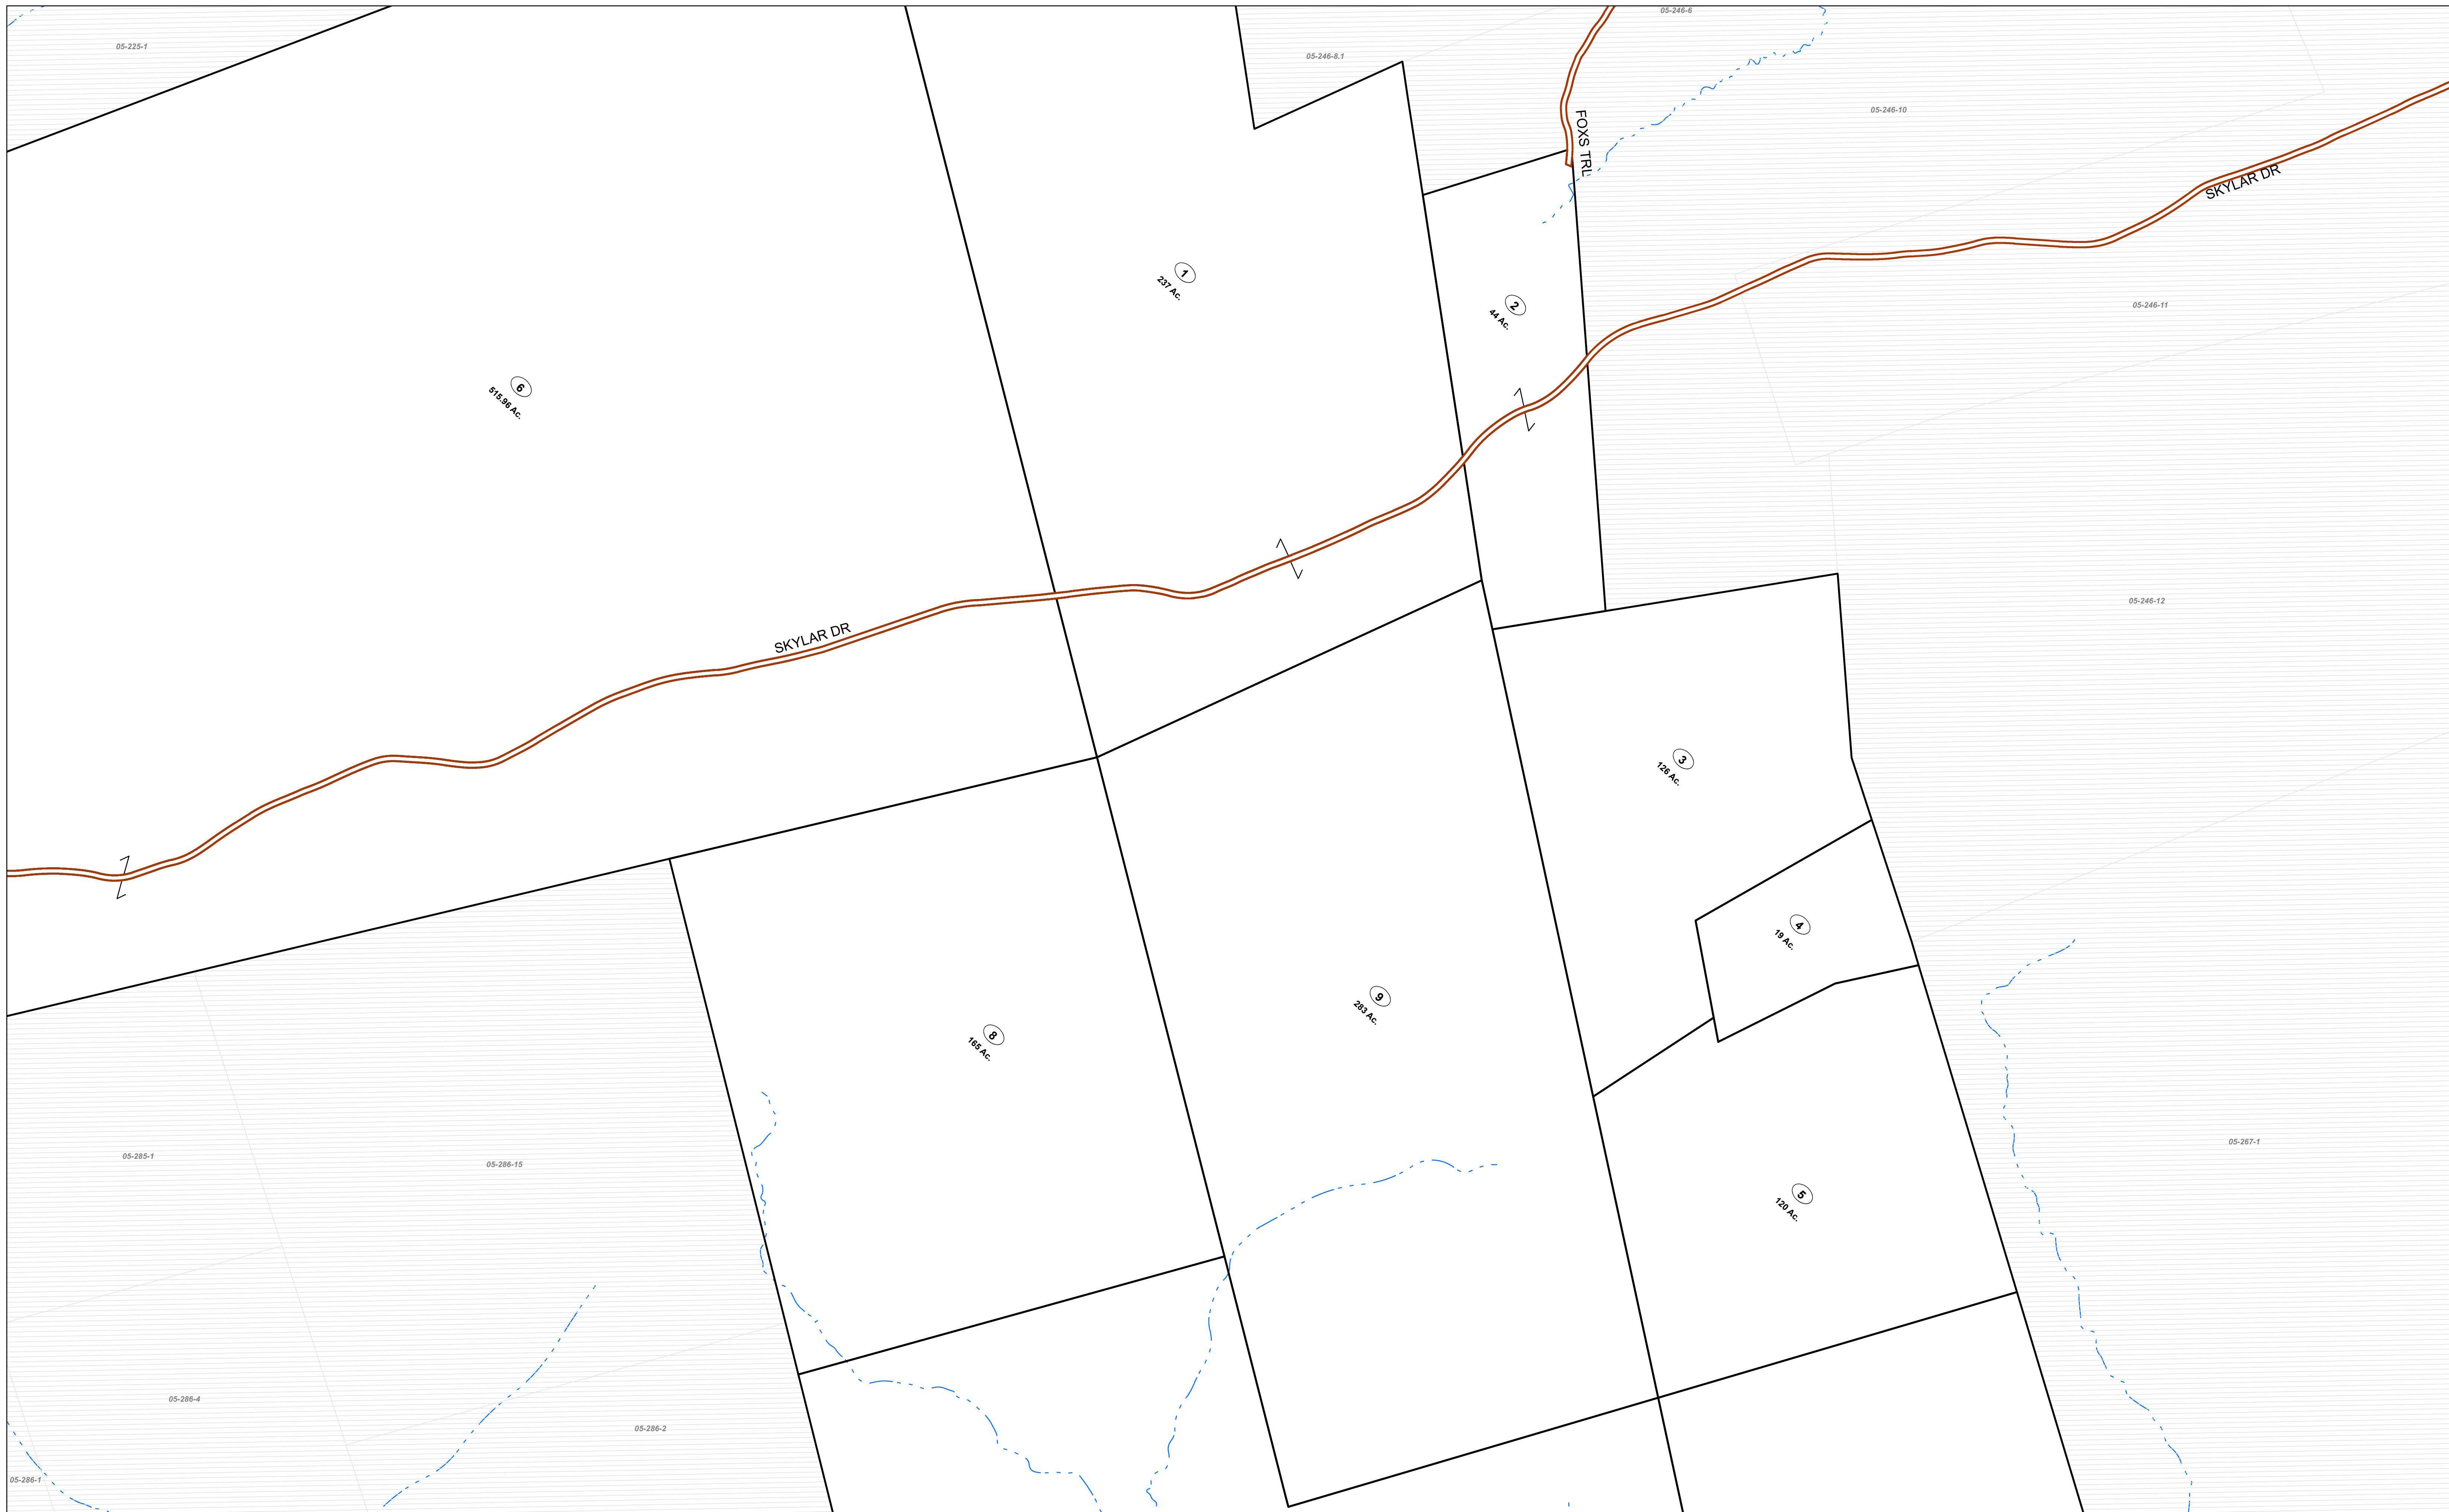 05-246-6
05-225-1
05-246-8.1
05-246-10
FOXS TRL
SKYLAR DR
1
237 Ac.
2
44 Ac.
05-246-11
6
515.96 Ac.
05-246-12
SKYLAR DR
3
126 Ac.
4
19 Ac.
9
283 Ac.
8
165 Ac.
05-267-1
05-285-1
05-286-15
5
120 Ac.
05-286-4
05-286-2
05-286-1